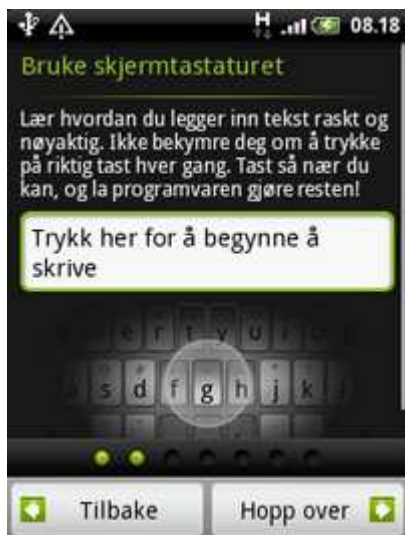 H 08.18
Bruke skjermtastaturet
Lær hvordan du legger inn tekst raskt og
nøyaktig. Ikke bekymre deg om å trykke
på riktig tast hver gang. Tast så nær du
kan, og la programvaren gjøre resten!
Trykk her for å begynne å
skrive
e r t y u
s d f g h j k
Tilbake Hopp over